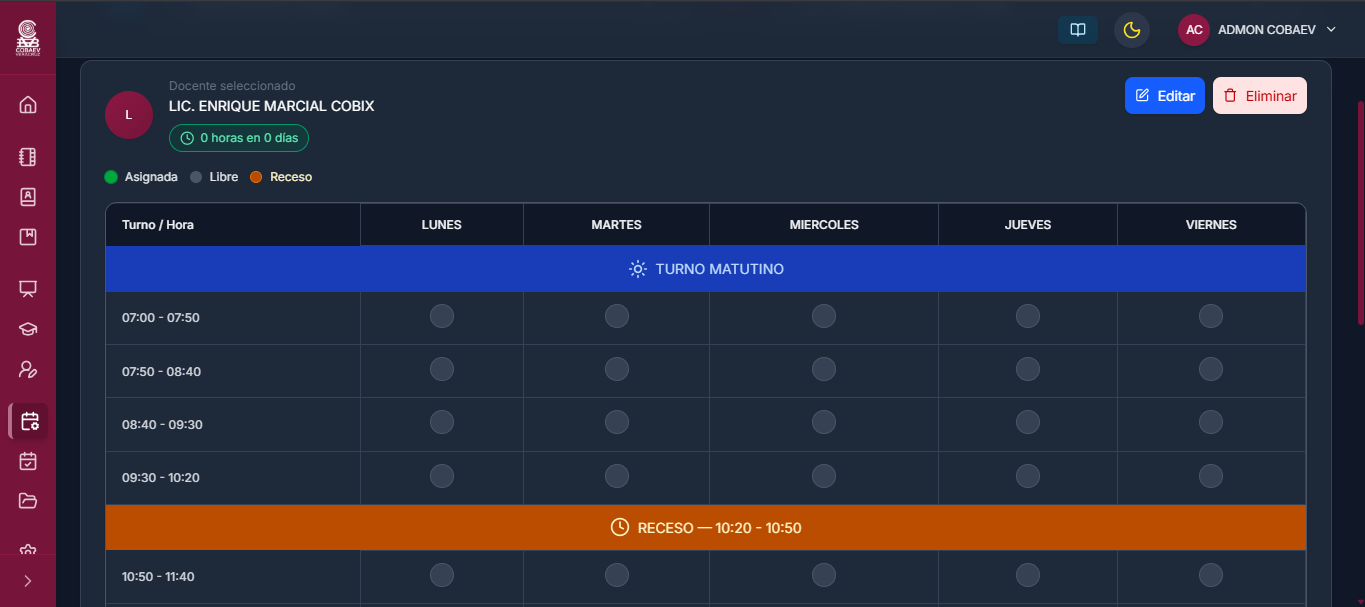 COBAEV
VERACRUZ
AC ADMON COBAEV
Docente seleccionado
L
LIC. ENRIQUE MARCIAL COBIX
0 horas en 0 días
Editar
Eliminar
Asignada Libre Receso
Turno / Hora LUNES MARTES MIERCOLES JUEVES VIERNES
TURNO MATUTINO
07:00 - 07:50
07:50 - 08:40
08:40 - 09:30
09:30 - 10:20
RECESO — 10:20 - 10:50
10:50 - 11:40